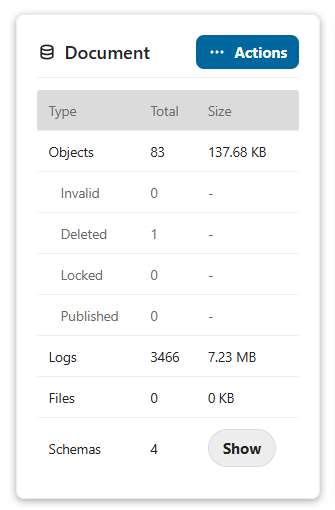 Document
··· Actions
Type Total Size
Objects 83 137.68 KB
Invalid 0 -
Deleted 1 -
Locked 0 -
Published 0 -
Logs 3466 7.23 MB
Files 0 0 KB
Schemas 4 Show